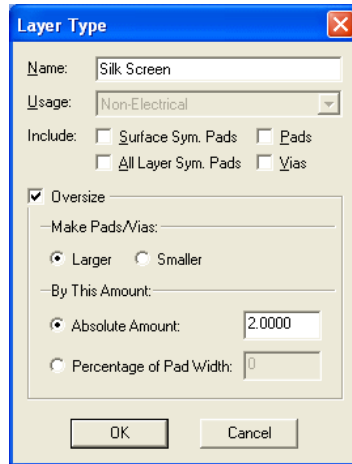 Layer Type
Name: Silk Screen
Usage: Non-Electrical
Include: Surface Sym. Pads Pads
All Layer Sym. Pads Vias
Oversize
Make Pads/Vias:
Larger Smaller
By This Amount:
Absolute Amount: 2.0000
Percentage of Pad Width: 0
OK Cancel